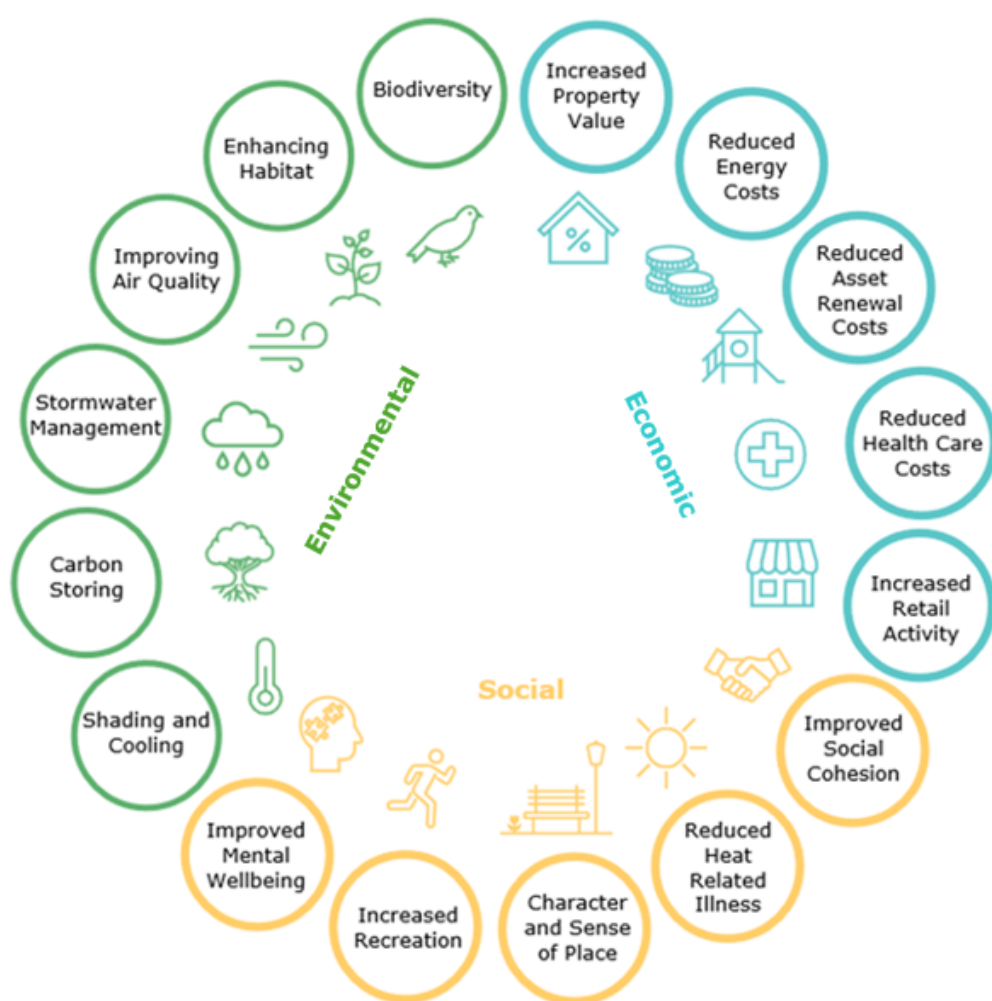 Biodiversity
Increased
Property
Value
Reduced
Energy
Costs
Reduced
Asset
Renewal
Costs
Reduced
Health Care
Costs
Increased
Retail
Activity
Improved
Social
Cohesion
Reduced
Heat
Related
Illness
Character
and Sense
of Place
Increased
Recreation
Improved
Mental
Wellbeing
Shading and
Cooling
Carbon
Storing
Stormwater
Management
Improving
Air Quality
Enhancing
Habitat
Environmental
Economic
Social
%